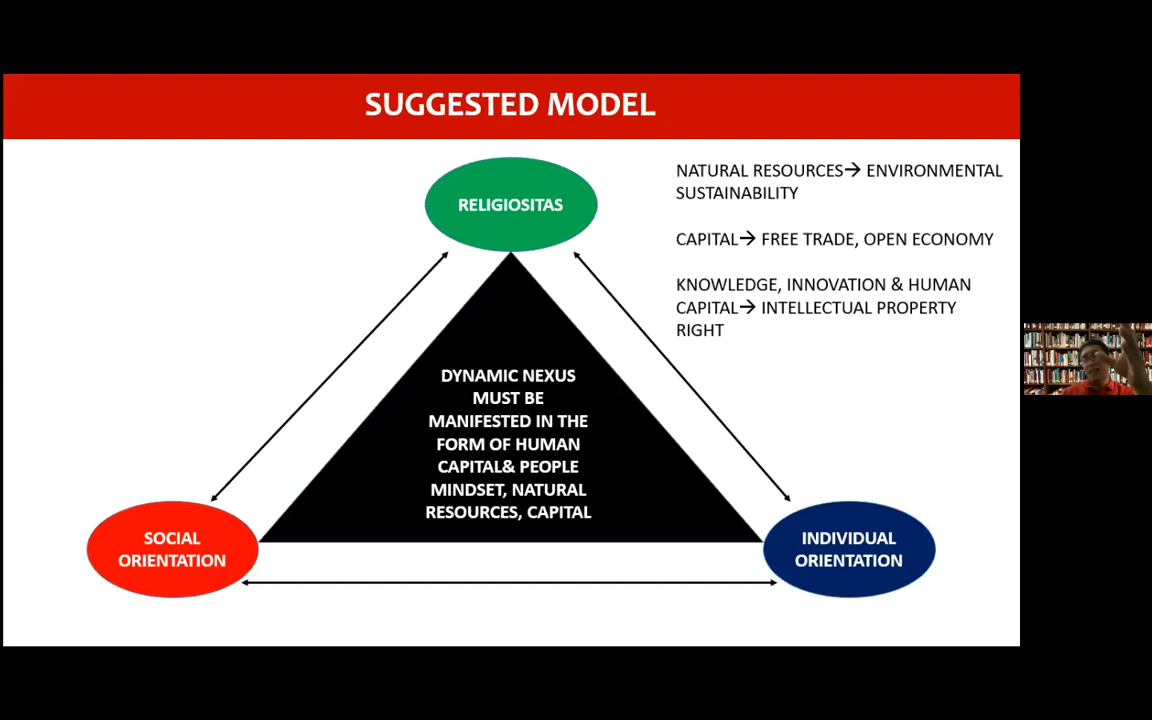 SUGGESTED MODEL
RELIGIOSITAS
NATURAL RESOURCES→ ENVIRONMENTAL
SUSTAINABILITY
CAPITAL→ FREE TRADE, OPEN ECONOMY
KNOWLEDGE, INNOVATION & HUMAN
CAPITAL→ INTELLECTUAL PROPERTY
RIGHT
DYNAMIC NEXUS
MUST BE
MANIFESTED IN THE
FORM OF HUMAN
CAPITAL& PEOPLE
MINDSET, NATURAL
RESOURCES, CAPITAL
SOCIAL
ORIENTATION
INDIVIDUAL
ORIENTATION